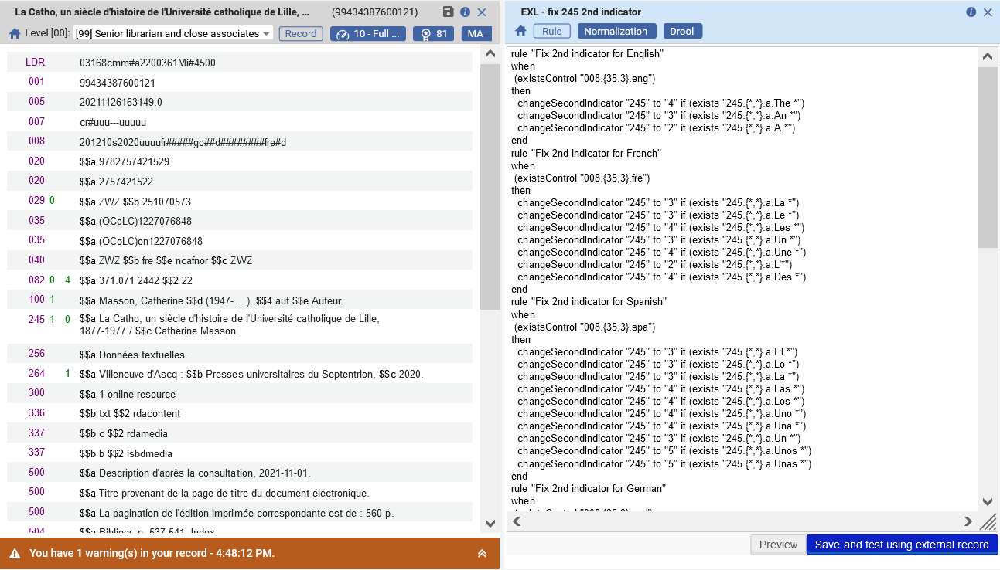 La Catho, un siècle d'histoire de l'Université catholique de Lille, ... (99434387600121)
Level [00]: [99] Senior librarian and close associates Record 10 - Full ... 81 MA...
LDR 03168cmm#a2200361Mi#4500
001 99434387600121
005 20211126163149.0
007 cr#uuu---uuuuu
008 201210s2020uuuufr#####go##d########fre#d
020 $$a 9782757421529
020 $$a 2757421522
029 0 $$a ZWZ $$b 251070573
035 $$a (OCoLC)1227076848
035 $$a (OCoLC)on1227076848
040 $$a ZWZ $$b fre $$e ncafnor $$c ZWZ
082 0 4 $$a 371.071 2442 $$2 22
100 1 $$a Masson, Catherine $$d (1947-....). $$4 aut $$e Auteur.
245 1 0 $$a La Catho, un siècle d'histoire de l'Université catholique de Lille,
1877-1977 / $$c Catherine Masson.
256 $$a Données textuelles.
264 1 $$a Villeneuve d'Ascq : $$b Presses universitaires du Septentrion, $$c 2020.
300 $$a 1 online resource
336 $$b txt $$2 rdacontent
337 $$b c $$2 rdamedia
337 $$b b $$2 isbdmedia
500 $$a Description d'après la consultation, 2021-11-01.
500 $$a Titre provenant de la page de titre du document électronique.
500 $$a La pagination de l'édition imprimée correspondante est de : 560 p.
504 $$a Bibliogr. p. 537-541. Index
You have 1 warning(s) in your record - 4:48:12 PM.
EXL - fix 245 2nd indicator
Rule Normalization Drool
rule "Fix 2nd indicator for English"
when
(existsControl "008.{35,3}.eng")
then
changeSecondIndicator "245" to "4" if (exists "245.{*,*}.a.The *")
changeSecondIndicator "245" to "3" if (exists "245.{*,*}.a.An *")
changeSecondIndicator "245" to "2" if (exists "245.{*,*}.a.A *")
end
rule "Fix 2nd indicator for French"
when
(existsControl "008.{35,3}.fre")
then
changeSecondIndicator "245" to "3" if (exists "245.{*,*}.a.La *")
changeSecondIndicator "245" to "3" if (exists "245.{*,*}.a.Le *")
changeSecondIndicator "245" to "4" if (exists "245.{*,*}.a.Les *")
changeSecondIndicator "245" to "3" if (exists "245.{*,*}.a.Un *")
changeSecondIndicator "245" to "4" if (exists "245.{*,*}.a.Une *")
changeSecondIndicator "245" to "2" if (exists "245.{*,*}.a.L'*")
changeSecondIndicator "245" to "4" if (exists "245.{*,*}.a.Des *")
end
rule "Fix 2nd indicator for Spanish"
when
(existsControl "008.{35,3}.spa")
then
changeSecondIndicator "245" to "3" if (exists "245.{*,*}.a.El *")
changeSecondIndicator "245" to "3" if (exists "245.{*,*}.a.Lo *")
changeSecondIndicator "245" to "3" if (exists "245.{*,*}.a.La *")
changeSecondIndicator "245" to "4" if (exists "245.{*,*}.a.Las *")
changeSecondIndicator "245" to "4" if (exists "245.{*,*}.a.Los *")
changeSecondIndicator "245" to "4" if (exists "245.{*,*}.a.Uno *")
changeSecondIndicator "245" to "4" if (exists "245.{*,*}.a.Una *")
changeSecondIndicator "245" to "3" if (exists "245.{*,*}.a.Un *")
changeSecondIndicator "245" to "5" if (exists "245.{*,*}.a.Unos *")
changeSecondIndicator "245" to "5" if (exists "245.{*,*}.a.Unas *")
end
rule "Fix 2nd indicator for German"
when
Preview Save and test using external record